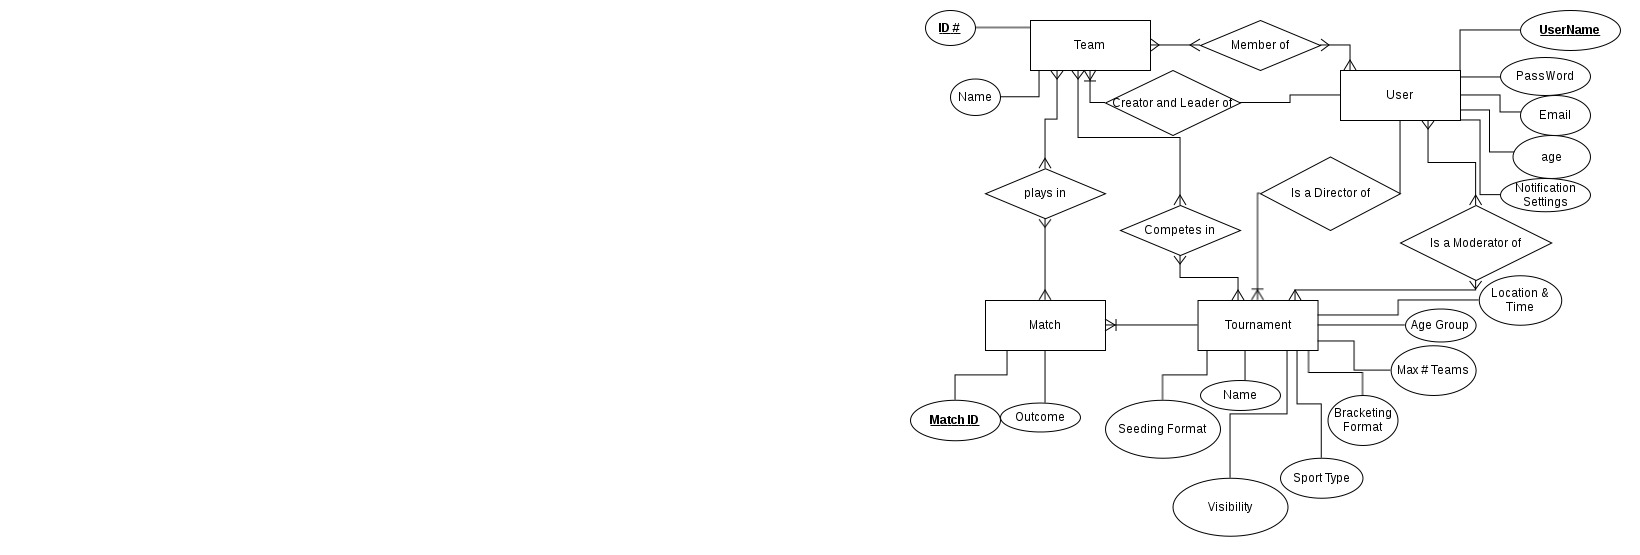 ID #
Team
Member of
UserName
Name
Creator and Leader of
User
PassWord
Email
age
Notification
Settings
plays in
Competes in
Is a Director of
Is a Moderator of
Location &
Time
Match
Tournament
Age Group
Max # Teams
Match ID
Outcome
Seeding Format
Name
Bracketing
Format
Sport Type
Visibility